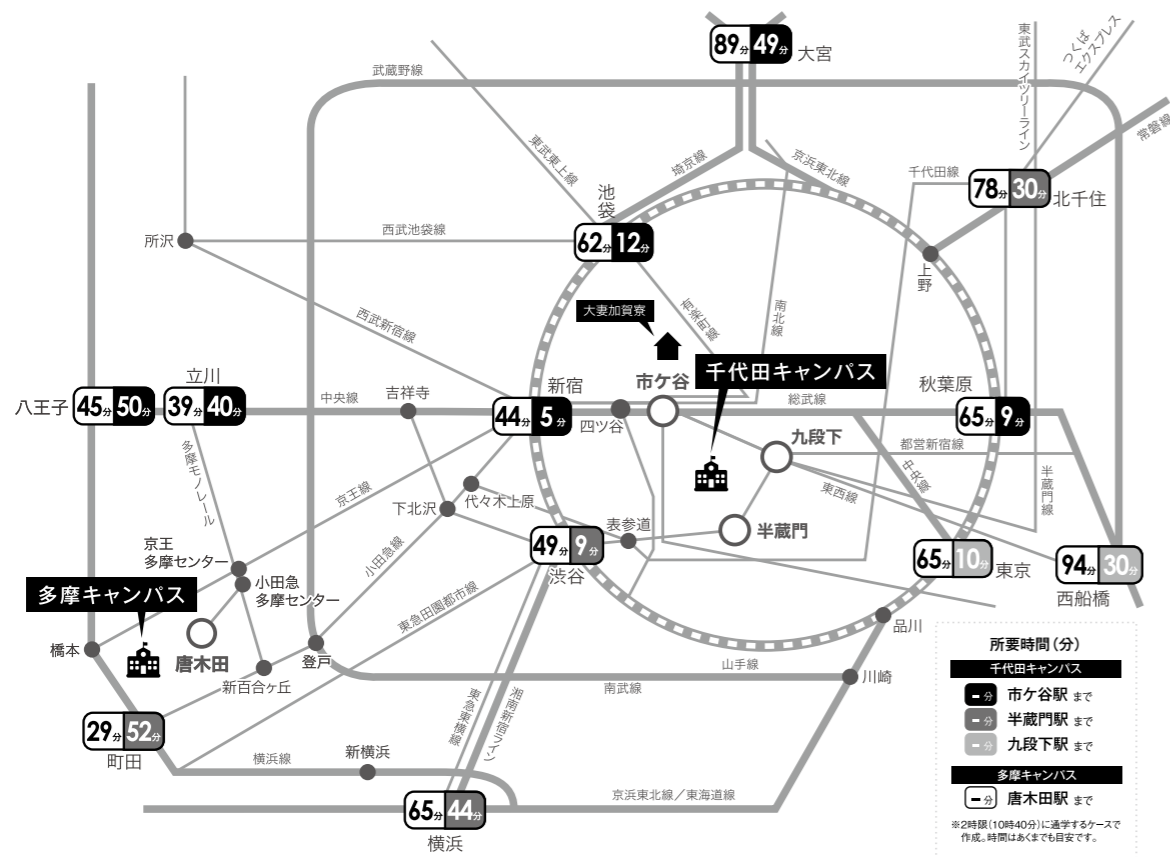 89分 49分
大宮
武蔵野線
東武スカイツリーライン
つくば
エクスプレス
常磐線
東武東上線
埼京線
京浜東北線
千代田線
78分 30分
北千住
池袋
62分 12分
所沢
西武池袋線
上野
大妻加賀寮
有楽町線
南北線
西武新宿線
千代田キャンパス
立川
吉祥寺
新宿
市ケ谷
秋葉原
八王子
45分 50分
39分 40分
中央線
44分 5分
四ツ谷
総武線
65分 9分
九段下
都営新宿線
多摩モノレール
京王線
代々木上原
下北沢
東西線
中央線
半蔵門線
表参道
半蔵門
49分 9分
渋谷
65分 10分
東京
94分 30分
西船橋
京王
多摩センター
小田急
多摩センター
小田急線
東急田園都市線
多摩キャンパス
橋本
唐木田
新百合ヶ丘
登戸
品川
山手線
南武線
川崎
29分 52分
町田
東急東横線
湘南新宿ライン
横浜線
新横浜
65分 44分
横浜
京浜東北線／東海道線
所要時間（分）
千代田キャンパス
-分 市ケ谷駅 まで
-分 半蔵門駅 まで
-分 九段下駅 まで
多摩キャンパス
-分 唐木田駅 まで
※2時限（10時40分）に通学するケースで
作成。時間はあくまでも目安です。